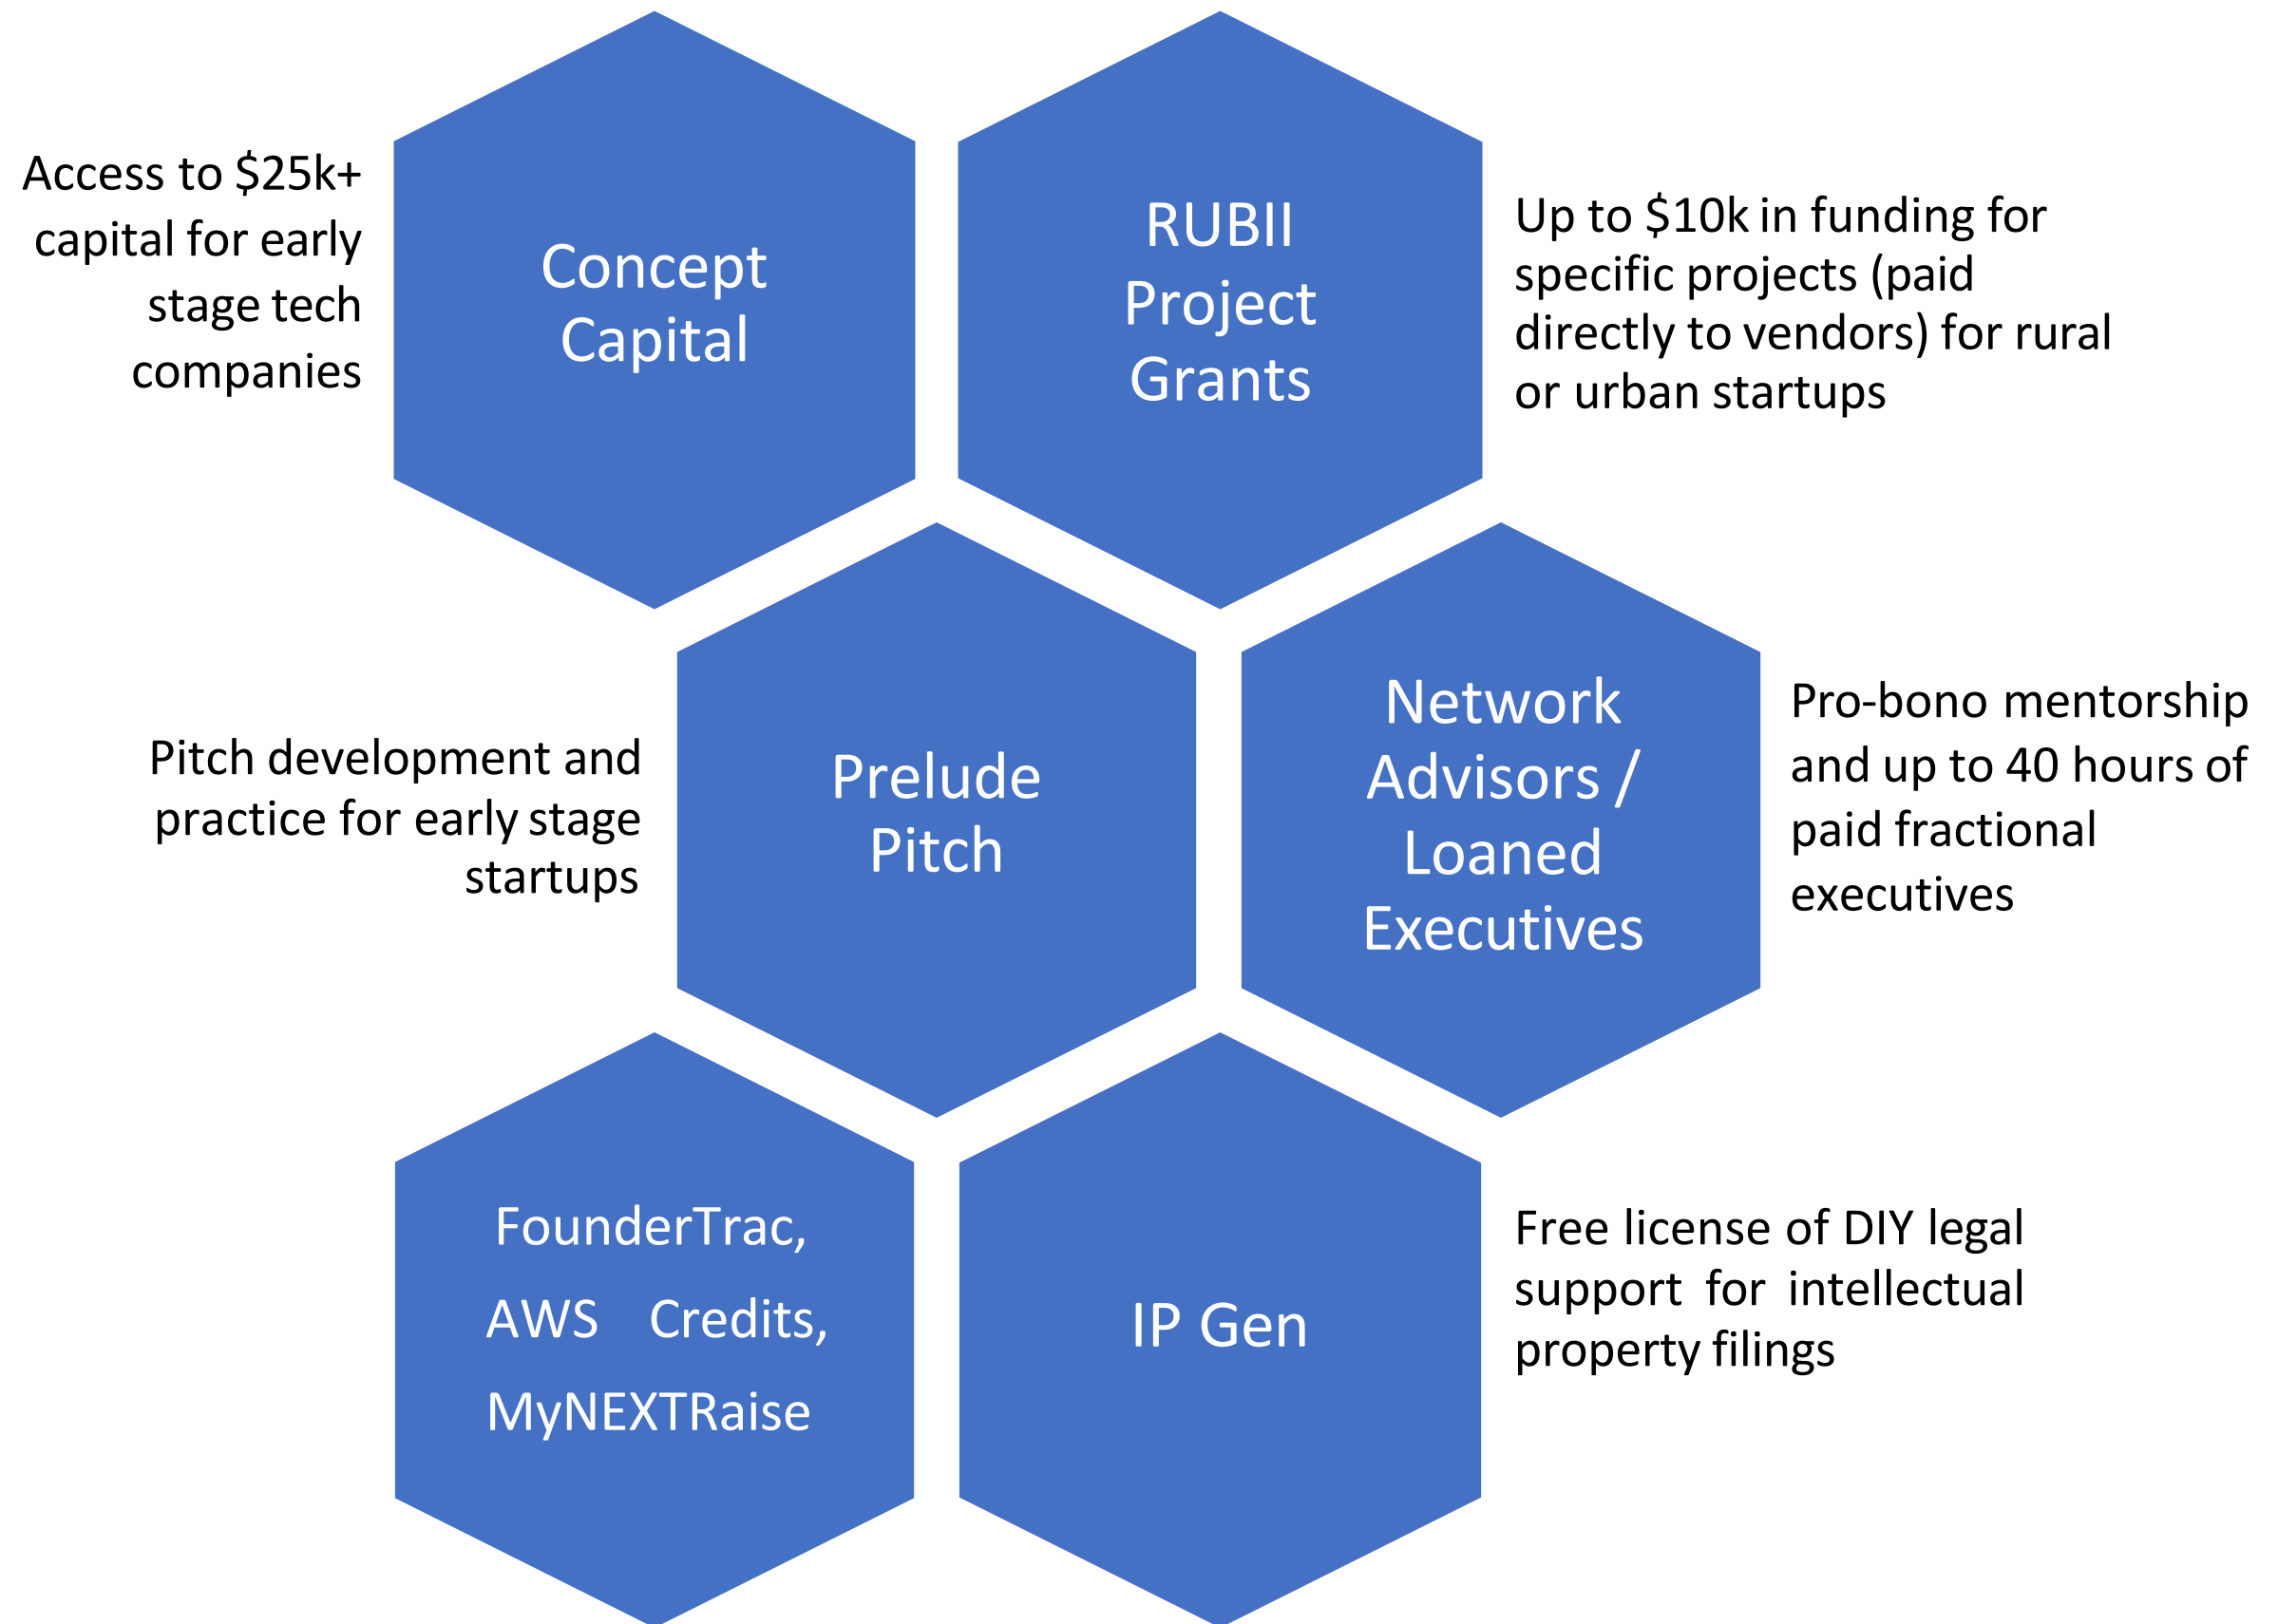 Access to $25k+
capital for early
stage tech
companies
Concept
Capital
RUBII
Project
Grants
Up to $10k in funding for
specific projects (paid
directly to vendors) for rural
or urban startups
Pitch development and
practice for early stage
startups
Prelude
Pitch
Network
Advisors /
Loaned
Executives
Pro-bono mentorship
and up to 40 hours of
paid fractional
executives
FounderTrac,
AWS Credits,
MyNEXTRaise
IP Gen
Free license of DIY legal
support for intellectual
property filings